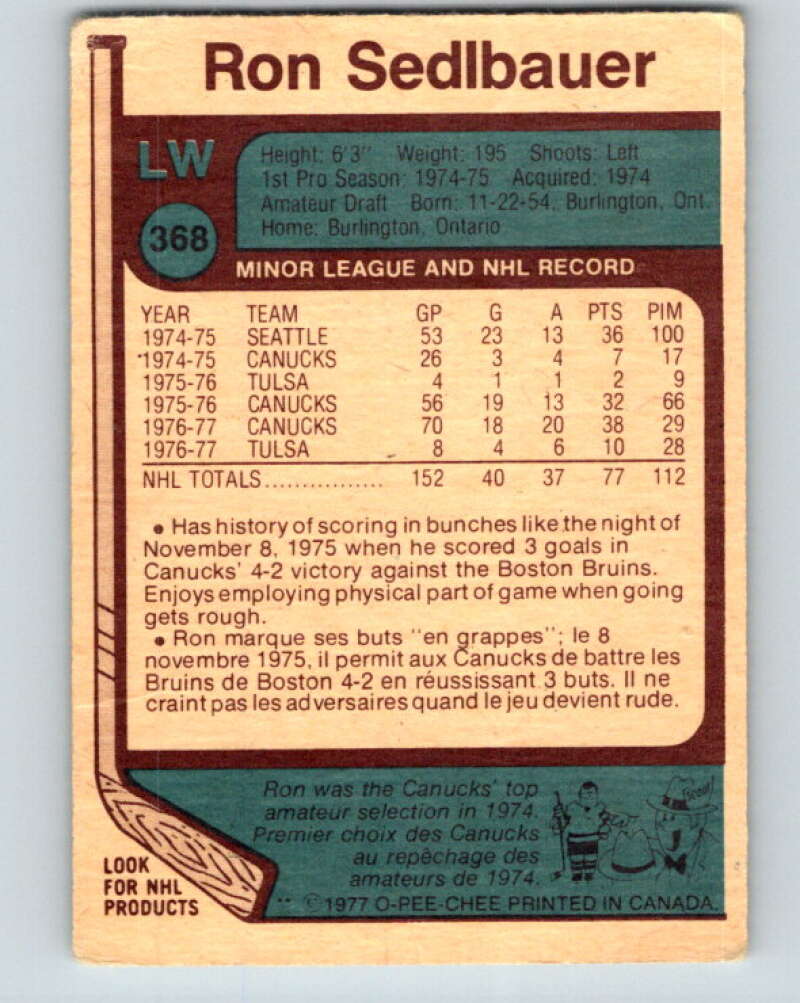 Ron Sedlbauer
LW
Height: 6'3" Weight: 195 Shoots: Left
1st Pro Season: 1974-75 Acquired: 1974
Amateur Draft Born: 11-22-54, Burlington, Ont.
Home: Burlington, Ontario
368
MINOR LEAGUE AND NHL RECORD
YEAR TEAM GP G A PTS PIM
1974-75 SEATTLE 53 23 13 36 100
1974-75 CANUCKS 26 3 4 7 17
1975-76 TULSA 4 1 1 2 9
1975-76 CANUCKS 56 19 13 32 66
1976-77 CANUCKS 70 18 20 38 29
1976-77 TULSA 8 4 6 10 28
NHL TOTALS................ 152 40 37 77 112
• Has history of scoring in bunches like the night of
November 8, 1975 when he scored 3 goals in
Canucks' 4-2 victory against the Boston Bruins.
Enjoys employing physical part of game when going
gets rough.
• Ron marque ses buts "en grappes"; le 8
novembre 1975, il permit aux Canucks de battre les
Bruins de Boston 4-2 en réussissant 3 buts. Il ne
craint pas les adversaires quand le jeu devient rude.
Ron was the Canucks' top
amateur selection in 1974.
Premier choix des Canucks
au repêchage des
amateurs de 1974.
Scout
LOOK
FOR NHL
PRODUCTS
** ©1977 O-PEE-CHEE PRINTED IN CANADA.